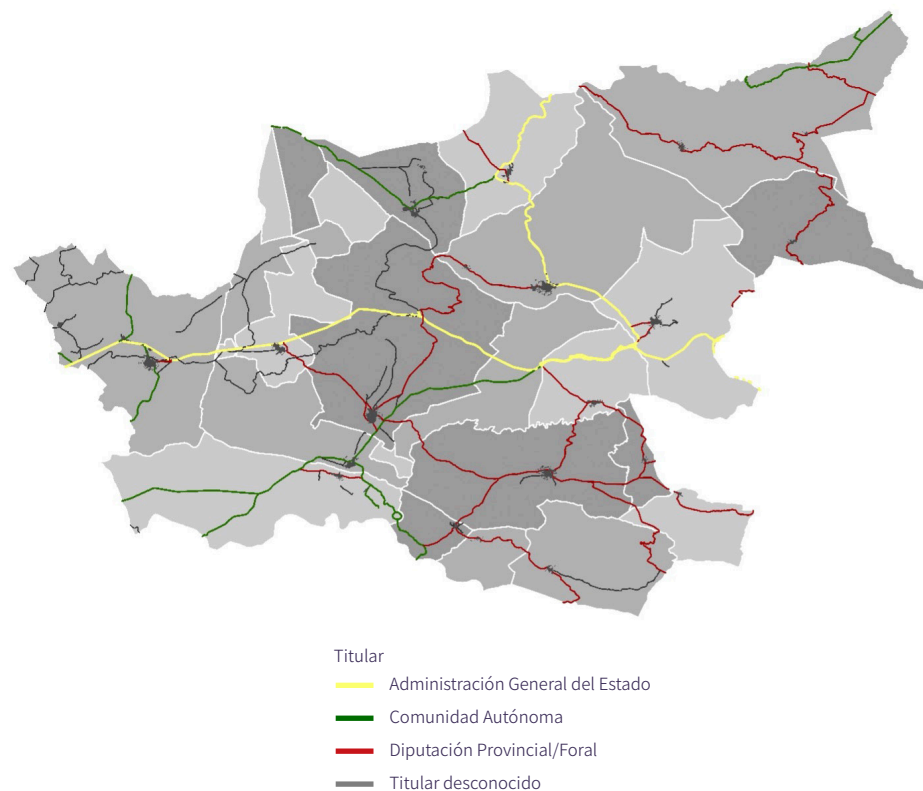 Titular
Administración General del Estado
Comunidad Autónoma
Diputación Provincial/Foral
Titular desconocido